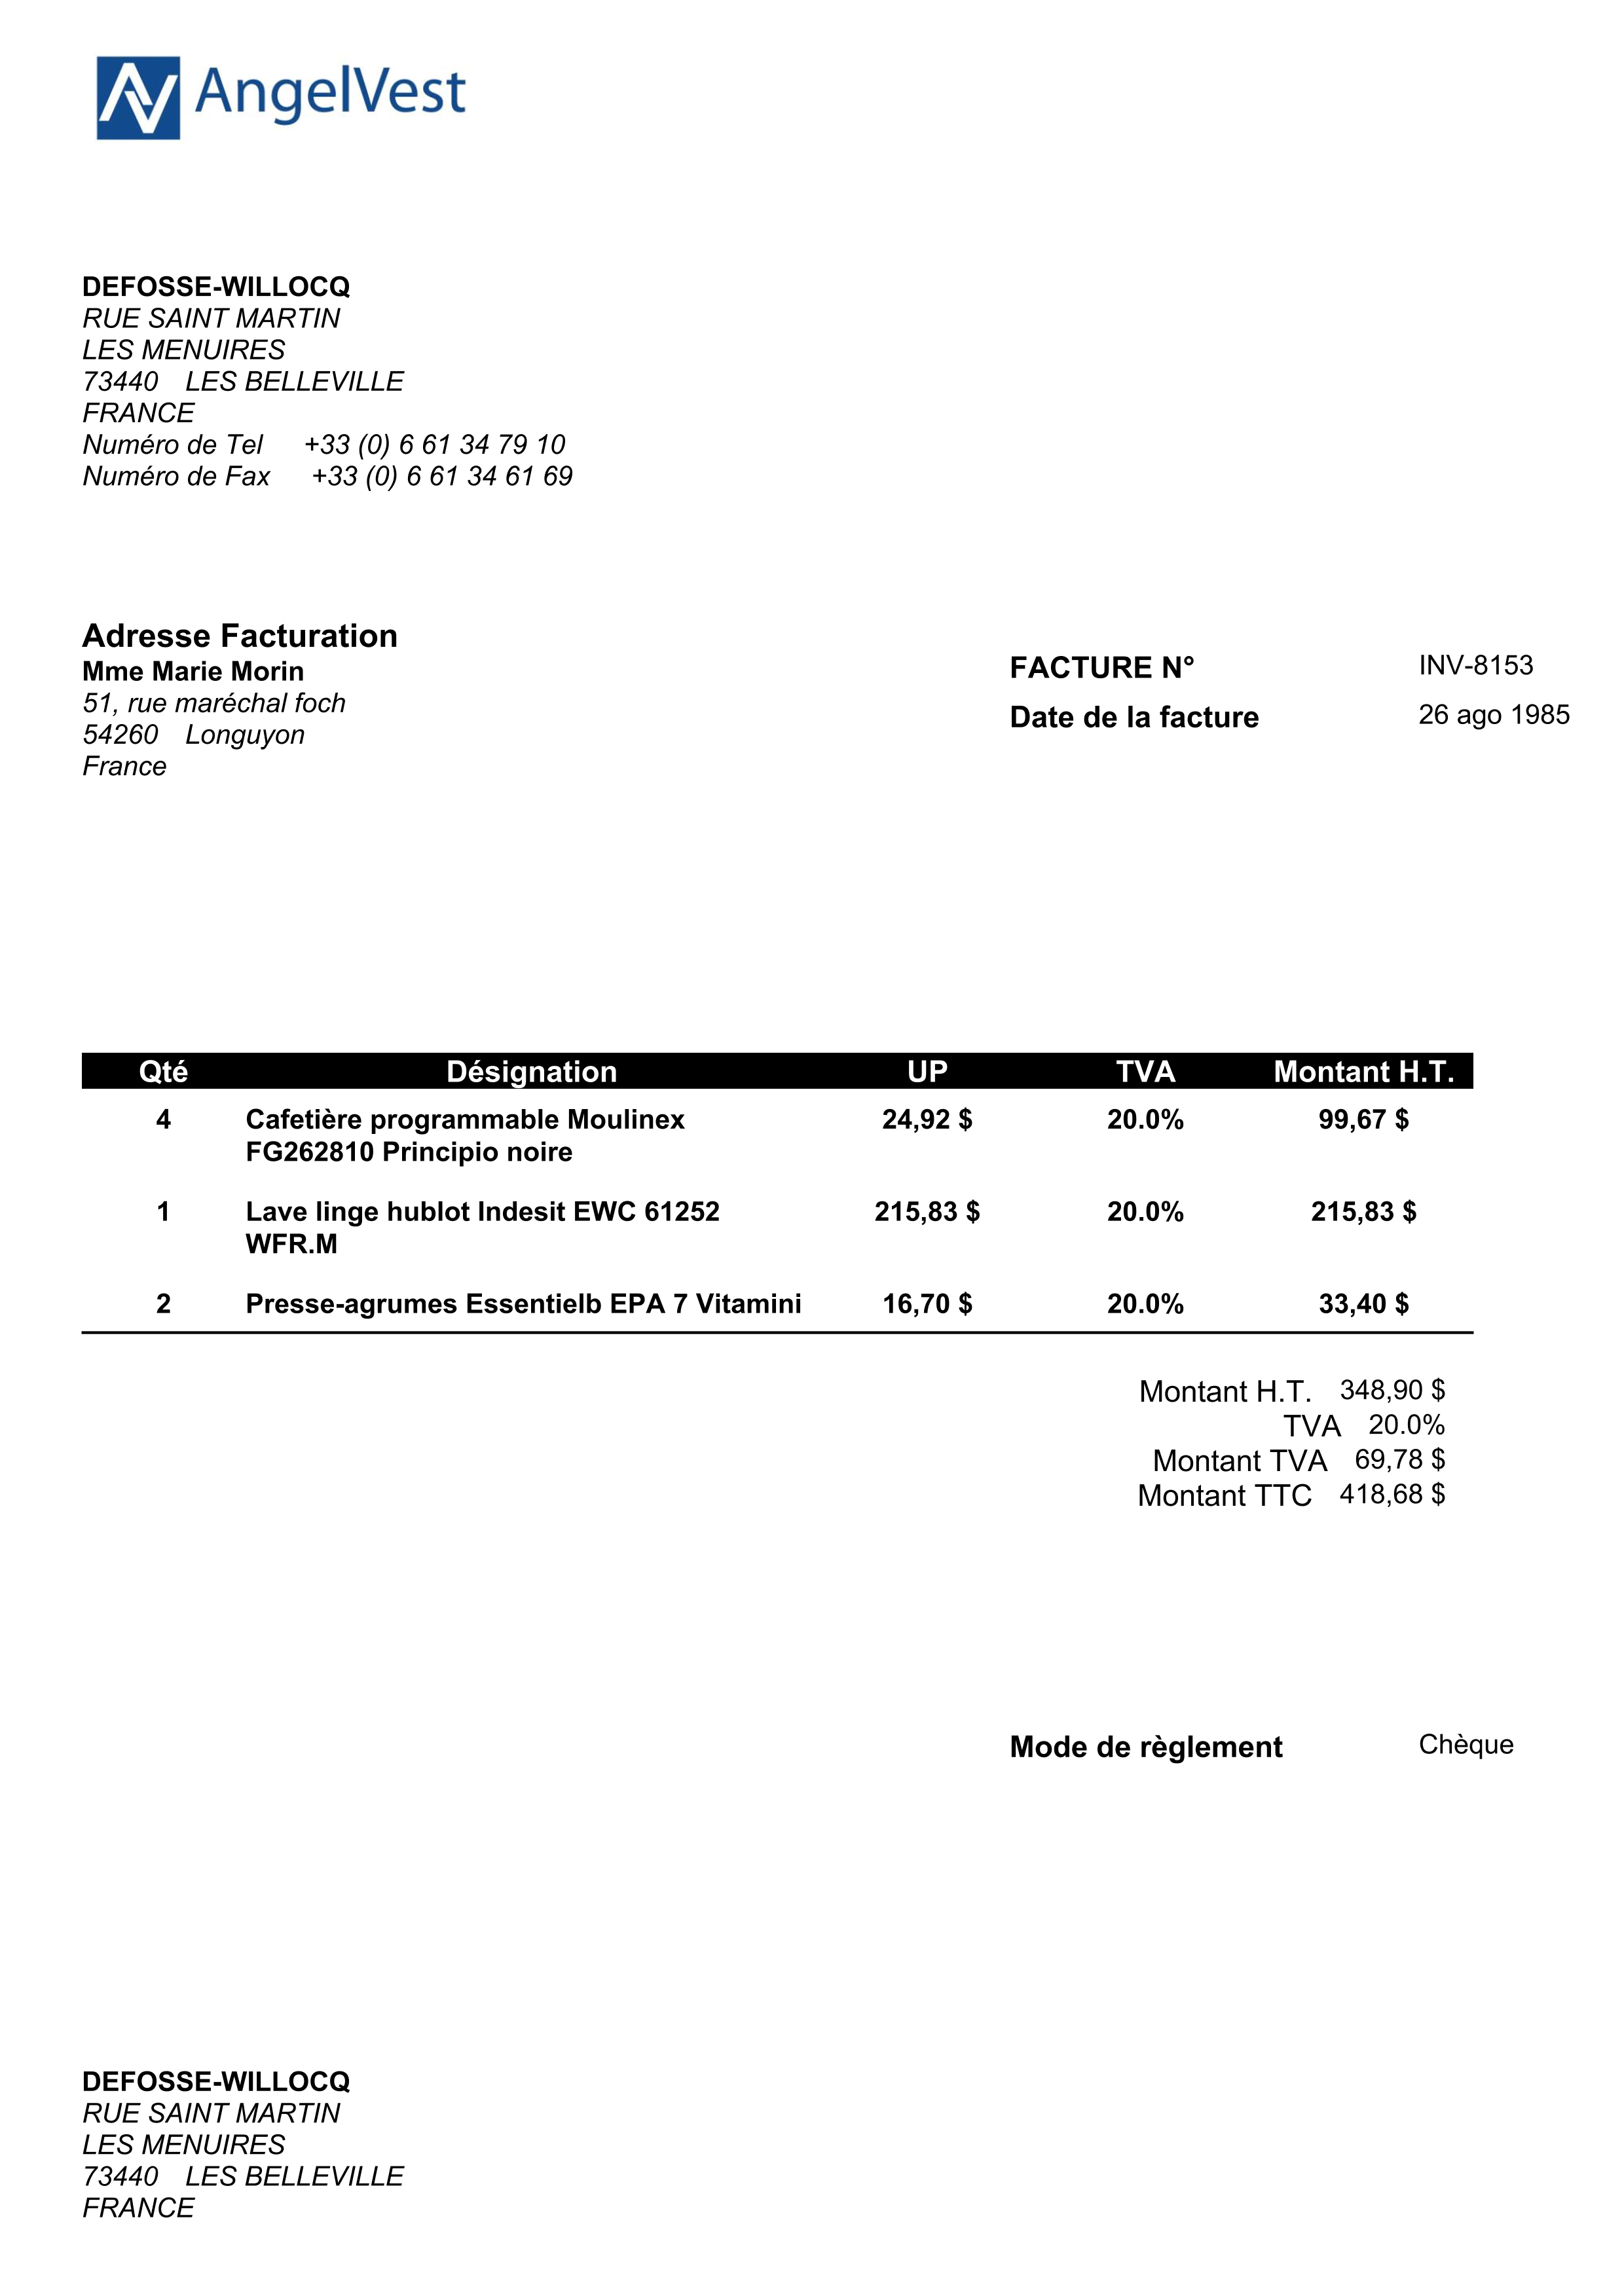 AngelVest
DEFOSSE-WILLOCQ
RUE SAINT MARTIN
LES MENUIRES
73440 LES BELLEVILLE
FRANCE
Numéro de Tel +33 (0) 6 61 34 79 10
Numéro de Fax +33 (0) 6 61 34 61 69
Adresse Facturation
Mme Marie Morin
51, rue maréchal foch
54260 Longuyon
France
FACTURE N° INV-8153
Date de la facture 26 ago 1985
Qté Désignation UP TVA Montant H.T.
4 Cafetière programmable Moulinex 24,92 $ 20.0% 99,67 $
FG262810 Principio noire
1 Lave linge hublot Indesit EWC 61252 215,83 $ 20.0% 215,83 $
WFR.M
2 Presse-agrumes Essentielb EPA 7 Vitamini 16,70 $ 20.0% 33,40 $
Montant H.T. 348,90 $
TVA 20.0%
Montant TVA 69,78 $
Montant TTC 418,68 $
Mode de règlement Chèque
DEFOSSE-WILLOCQ
RUE SAINT MARTIN
LES MENUIRES
73440 LES BELLEVILLE
FRANCE